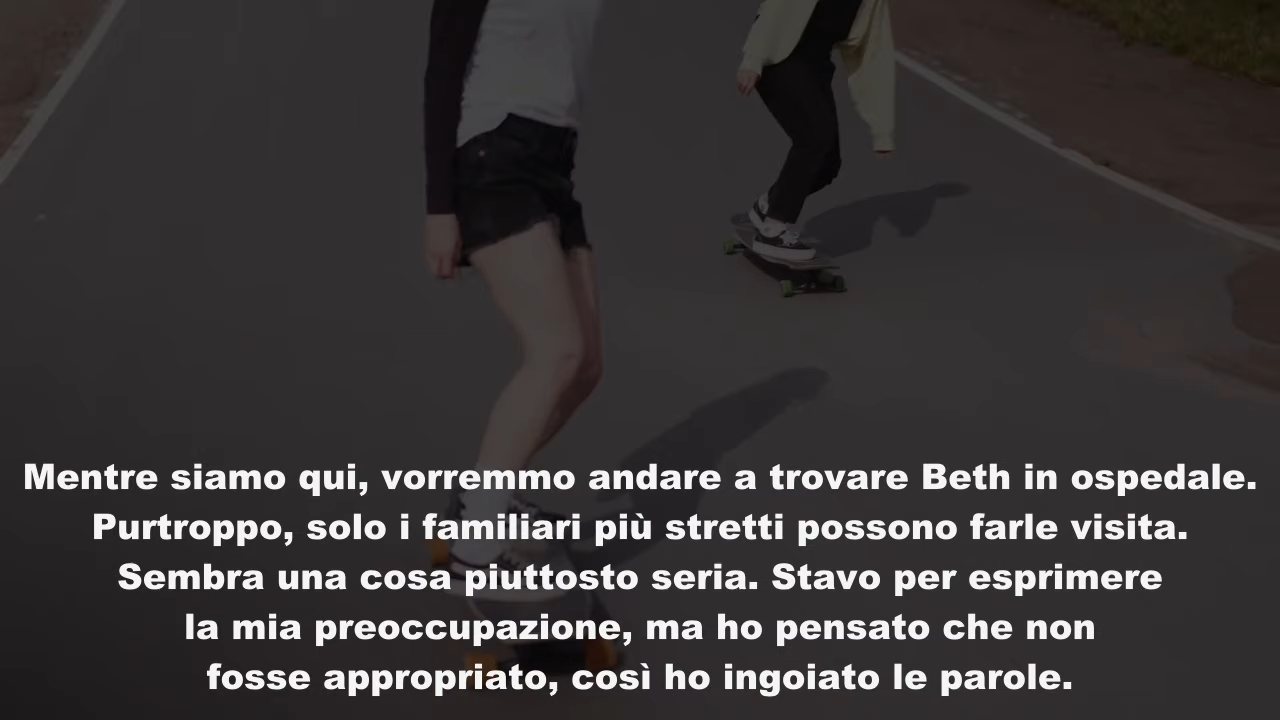 Mentre siamo qui, vorremmo andare a trovare Beth in ospedale.
Purtroppo, solo i familiari più stretti possono farle visita.
Sembra una cosa piuttosto seria. Stavo per esprimere
la mia preoccupazione, ma ho pensato che non
fosse appropriato, così ho ingoiato le parole.